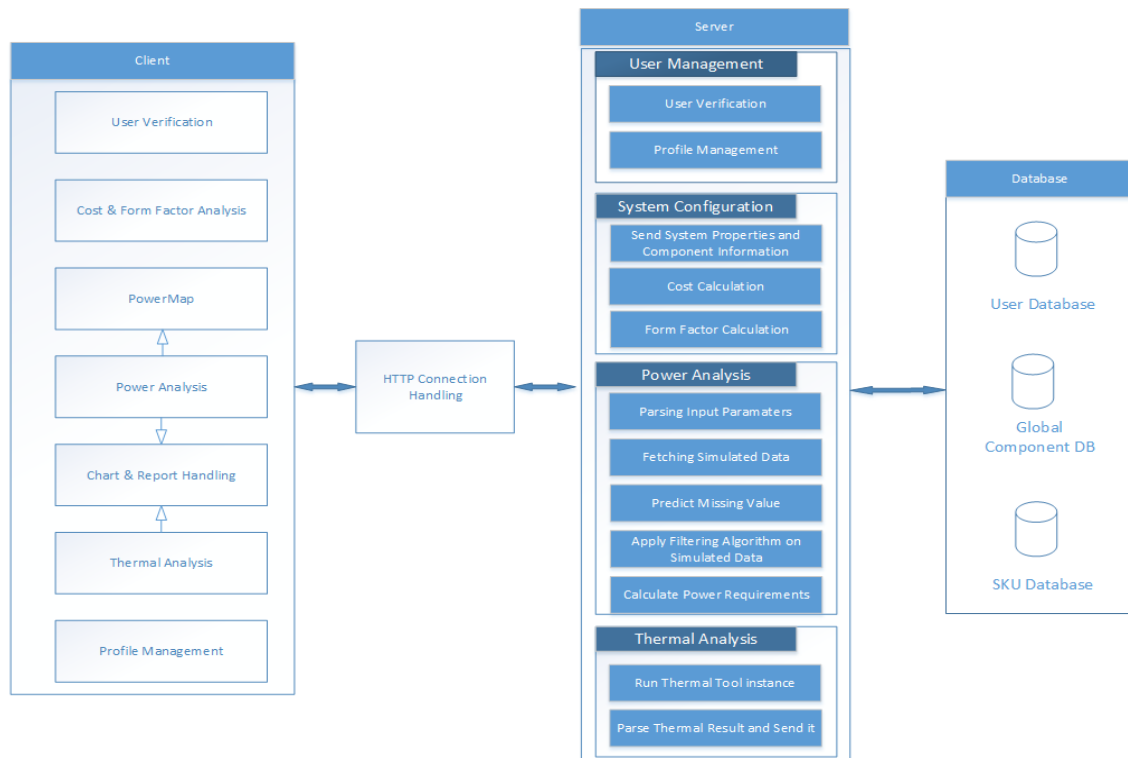 Client
User Verification
Cost & Form Factor Analysis
PowerMap
Power Analysis
Chart & Report Handling
Thermal Analysis
Profile Management
HTTP Connection
Handling
Server
User Management
User Verification
Profile Management
System Configuration
Send System Properties and
Component Information
Cost Calculation
Form Factor Calculation
Power Analysis
Parsing Input Paramaters
Fetching Simulated Data
Predict Missing Value
Apply Filtering Algorithm on
Simulated Data
Calculate Power Requirements
Thermal Analysis
Run Thermal Tool instance
Parse Thermal Result and Send it
Database
User Database
Global
Component DB
SKU Database